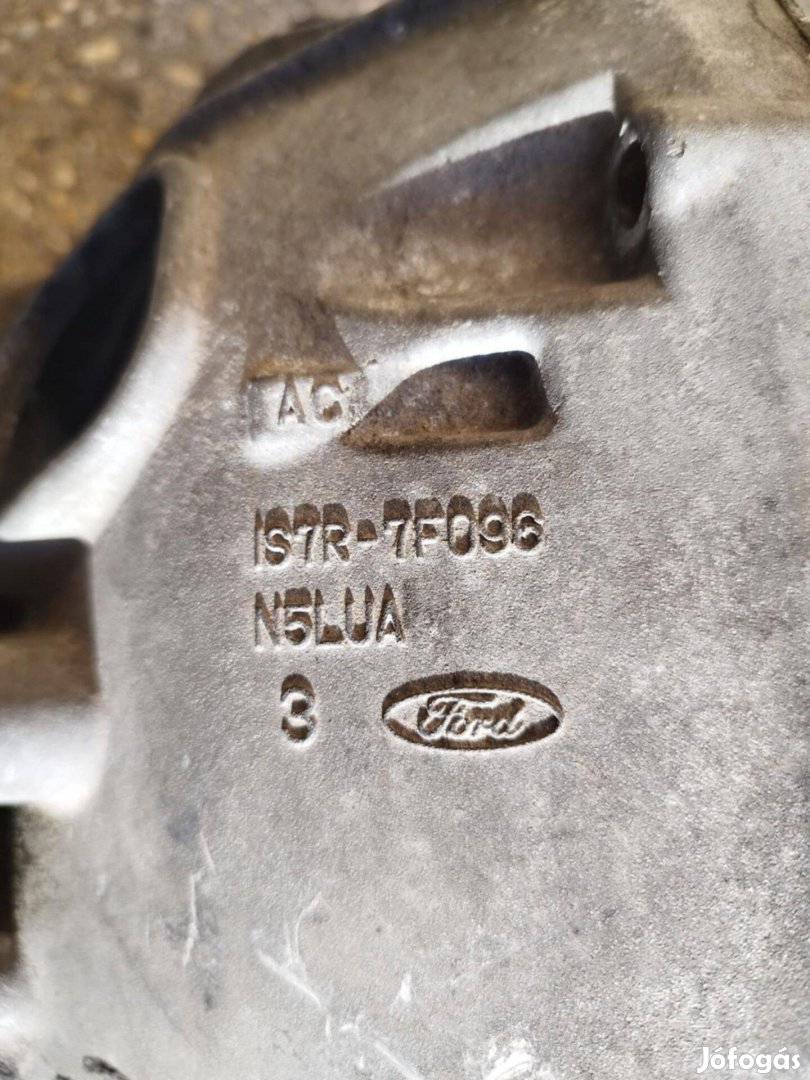 AC
1S7R-7F096
N5LUA
3 Ford
Jófogás